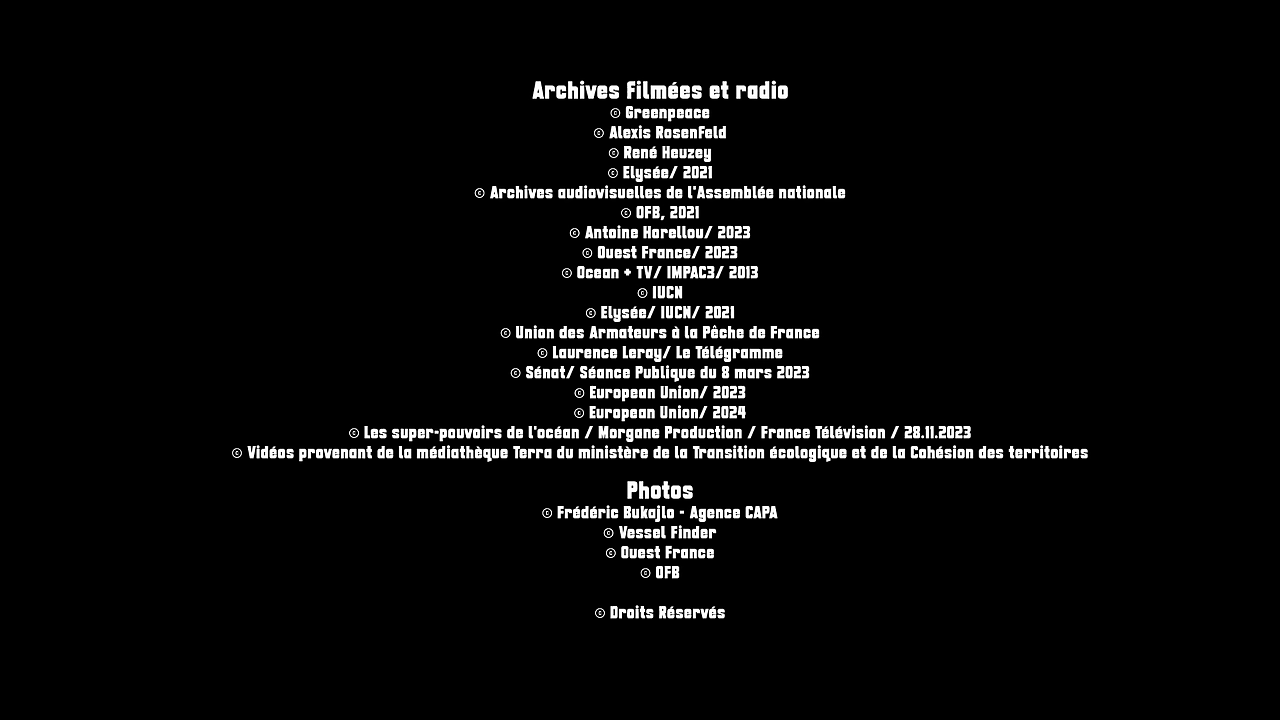 Archives filmées et radio
© Greenpeace
© Alexis Rosenfeld
© René Heuzey
© Elysée/ 2021
© Archives audiovisuelles de l'Assemblée nationale
© OFB, 2021
© Antoine Horellou/ 2023
© Ouest France/ 2023
© Ocean + TV/ IMPAC3/ 2013
© IUCN
© Elysée/ IUCN/ 2021
© Union des Armateurs à la Pêche de France
© Laurence Leray/ Le Télégramme
© Sénat/ Séance Publique du 8 mars 2023
© European Union/ 2023
© European Union/ 2024
© Les super-pouvoirs de l'océan / Morgane Production / France Télévision / 28.11.2023
© Vidéos provenant de la médiathèque Terra du ministère de la Transition écologique et de la Cohésion des territoires
Photos
© Frédéric Bukajlo - Agence CAPA
© Vessel Finder
© Ouest France
© OFB
© Droits Réservés